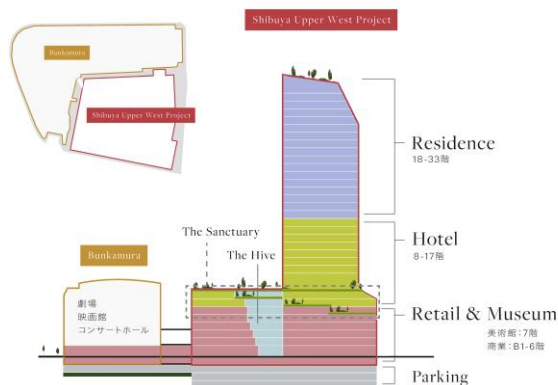 Shibuya Upper West Project
Bunkamura
Shibuya Upper West Project
Residence
18-33階
The Sanctuary
The Hive
Hotel
8-17階
Bunkamura
劇場
映画館
コンサートホール
Retail & Museum
美術館:7階
商業:B1-6階
Parking